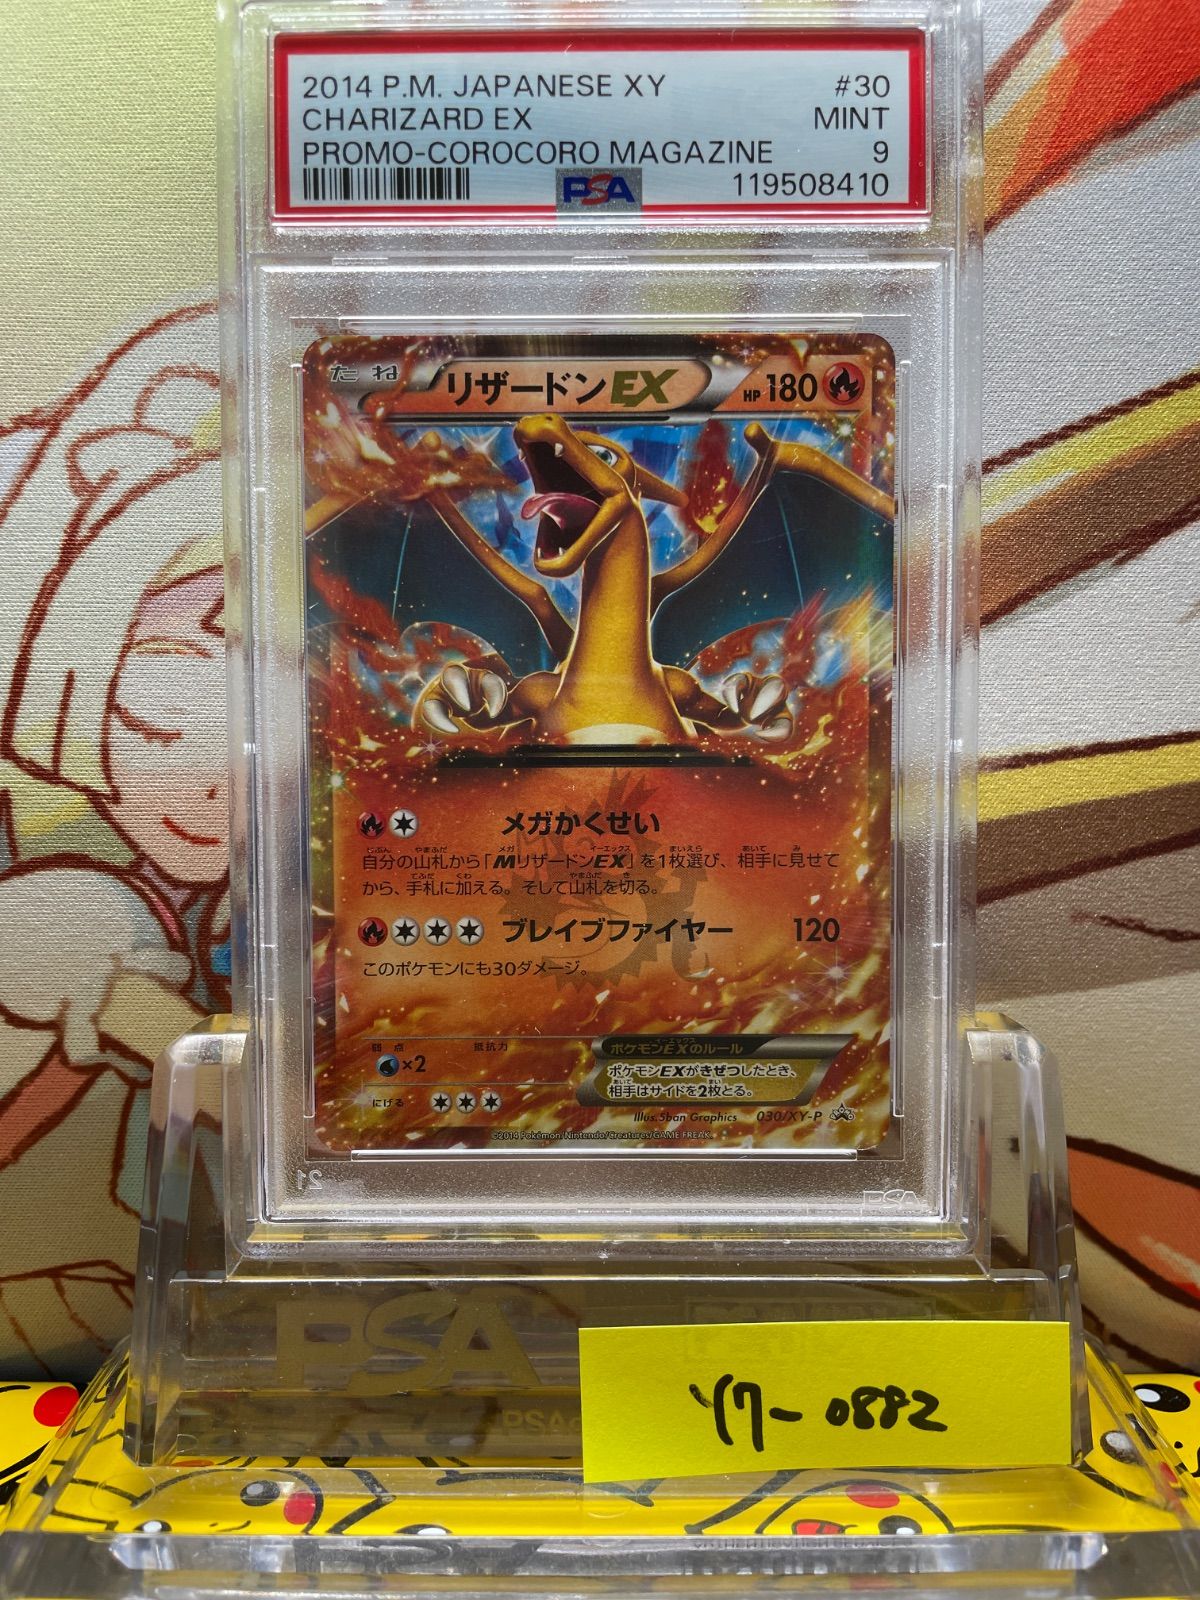 2014 P.M. JAPANESE XY #30
CHARIZARD EX MINT
PROMO-COROCORO MAGAZINE 9
PSA 119508410
たね リザードンEX HP 180
メガかくせい
自分の山札から「MリザードンEX」を1枚選び、相手に見せて
から、手札に加える。そして山札を切る。
ブレイブファイヤー 120
このポケモンにも30ダメージ。
弱点 抵抗力
×2
にげる
ポケモンEXのルール
ポケモンEXがきぜつしたとき、
相手はサイドを2枚とる。
Illus.5ban Graphics 030/XY-P
©2014 Pokémon/Nintendo/Creatures/GAME FREAK.
PSA
PSA